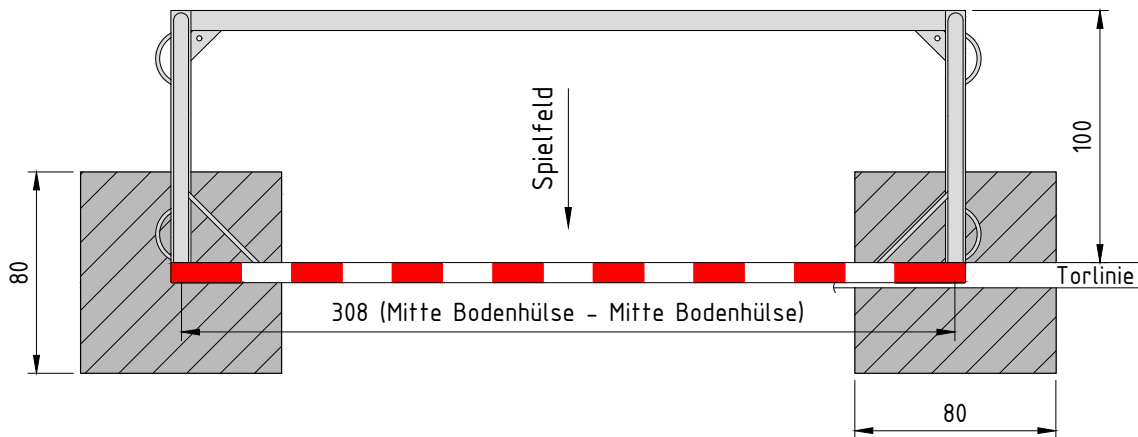 Spielfeld
100
80
Torlinie
308 (Mitte Bodenhülse - Mitte Bodenhülse)
80